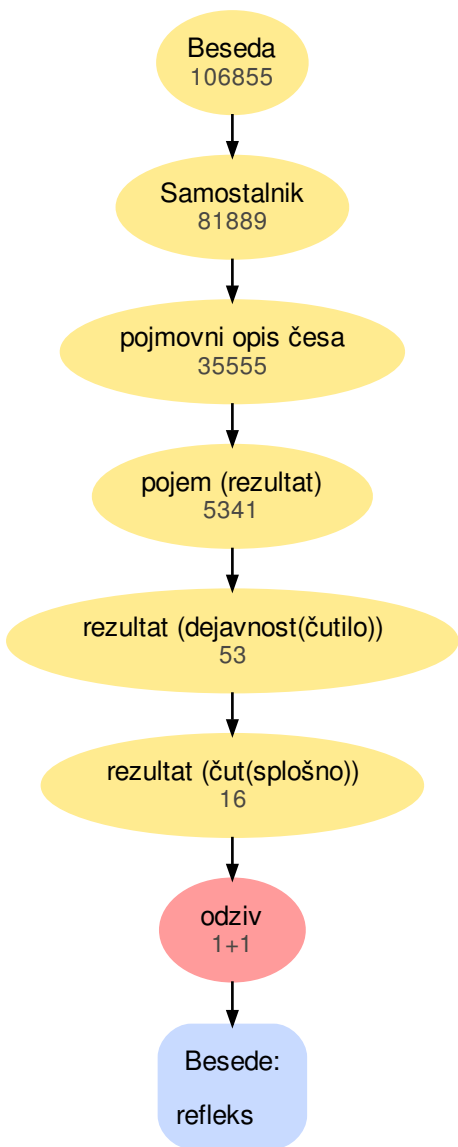 Beseda
106855
Samostalnik
81889
pojmovni opis česa
35555
pojem (rezultat)
5341
rezultat (dejavnost(čutilo))
53
rezultat (čut(splošno))
16
odziv
1+1
Besede:
refleks